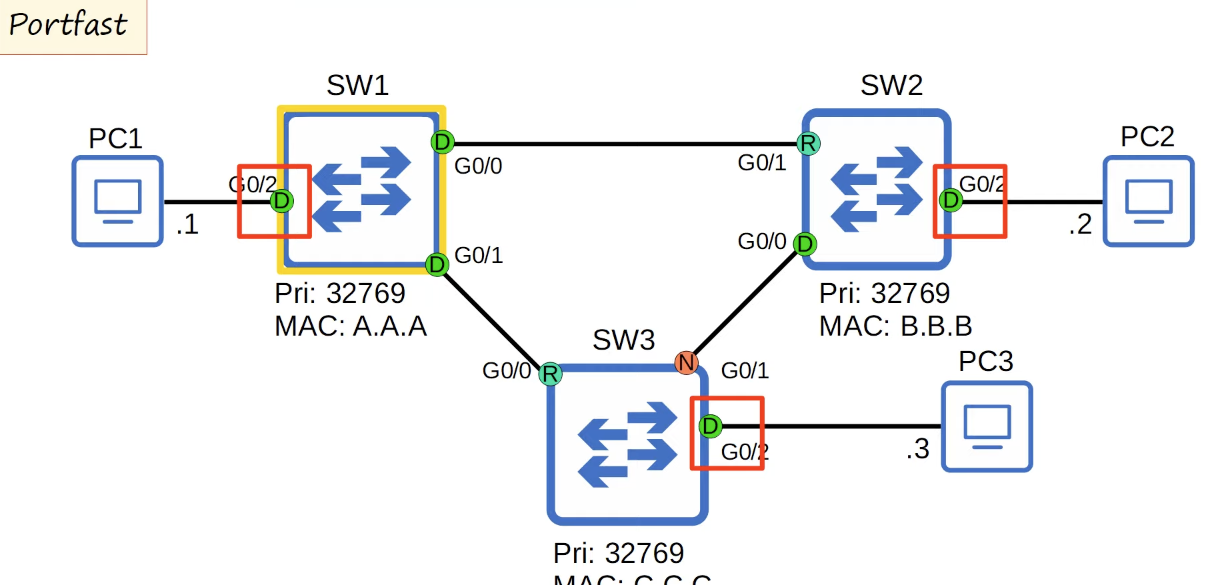 Portfast
SW1
SW2
PC1
PC2
D
G0/0
R
G0/1
G0/2
D
.1
D
G0/2
.2
D
G0/1
G0/0
D
Pri: 32769
MAC: A.A.A
Pri: 32769
MAC: B.B.B
SW3
PC3
G0/0
R
N
G0/1
D
G0/2
.3
Pri: 32769
MAC: C.C.C